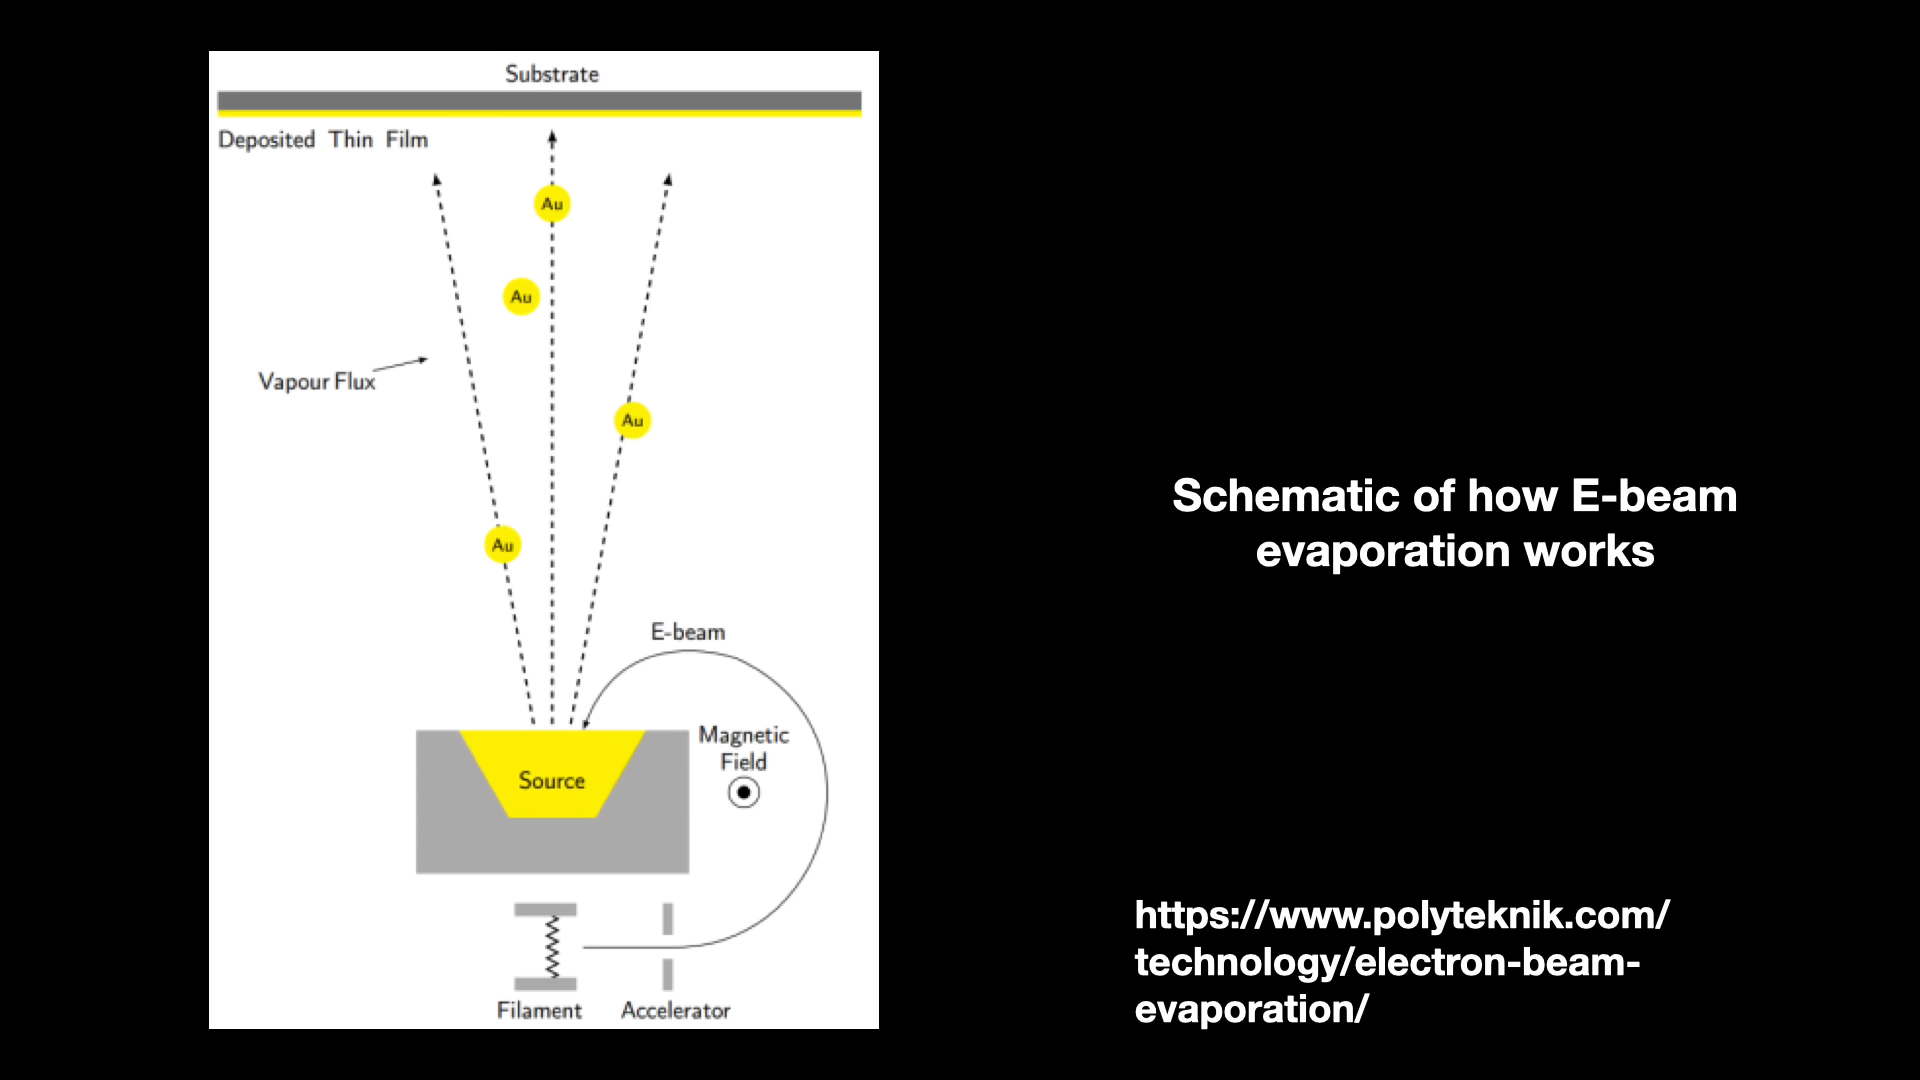 Substrate
Deposited Thin Film
Au
Au
Vapour Flux
Au
Au
E-beam
Magnetic
Field
Source
Filament
Accelerator
Schematic of how E-beam
evaporation works
https://www.polyteknik.com/
technology/electron-beam-
evaporation/